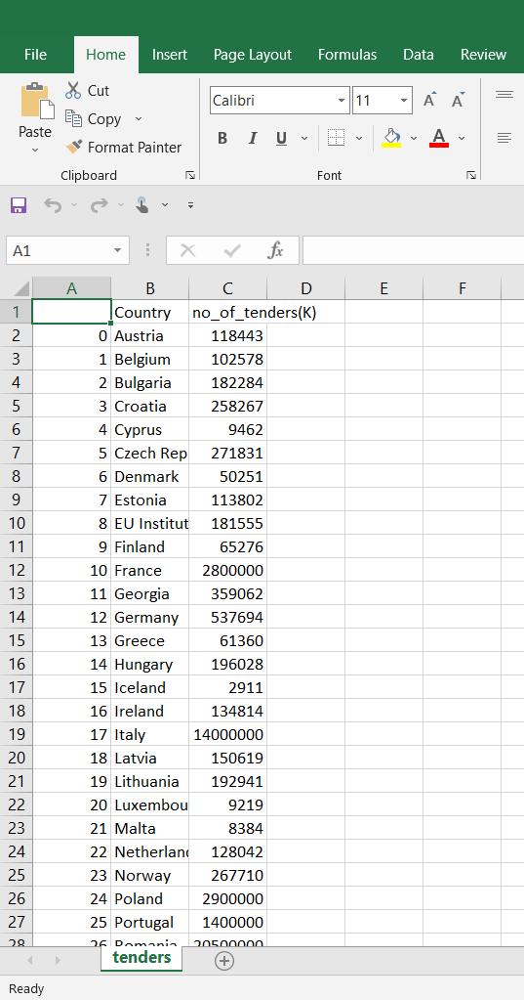 File Home Insert Page Layout Formulas Data Review
Cut
Copy
Format Painter
Paste
Clipboard
Calibri 11
A A
B I U A
Font
A1 fx
A B C D E F
1 Country no_of_tenders(K)
2 0 Austria 118443
3 1 Belgium 102578
4 2 Bulgaria 182284
5 3 Croatia 258267
6 4 Cyprus 9462
7 5 Czech Rep 271831
8 6 Denmark 50251
9 7 Estonia 113802
10 8 EU Institut 181555
11 9 Finland 65276
12 10 France 2800000
13 11 Georgia 359062
14 12 Germany 537694
15 13 Greece 61360
16 14 Hungary 196028
17 15 Iceland 2911
18 16 Ireland 134814
19 17 Italy 14000000
20 18 Latvia 150619
21 19 Lithuania 192941
22 20 Luxembou 9219
23 21 Malta 8384
24 22 Netherland 128042
25 23 Norway 267710
26 24 Poland 2900000
27 25 Portugal 1400000
28 26 Romania 20500000
tenders
Ready